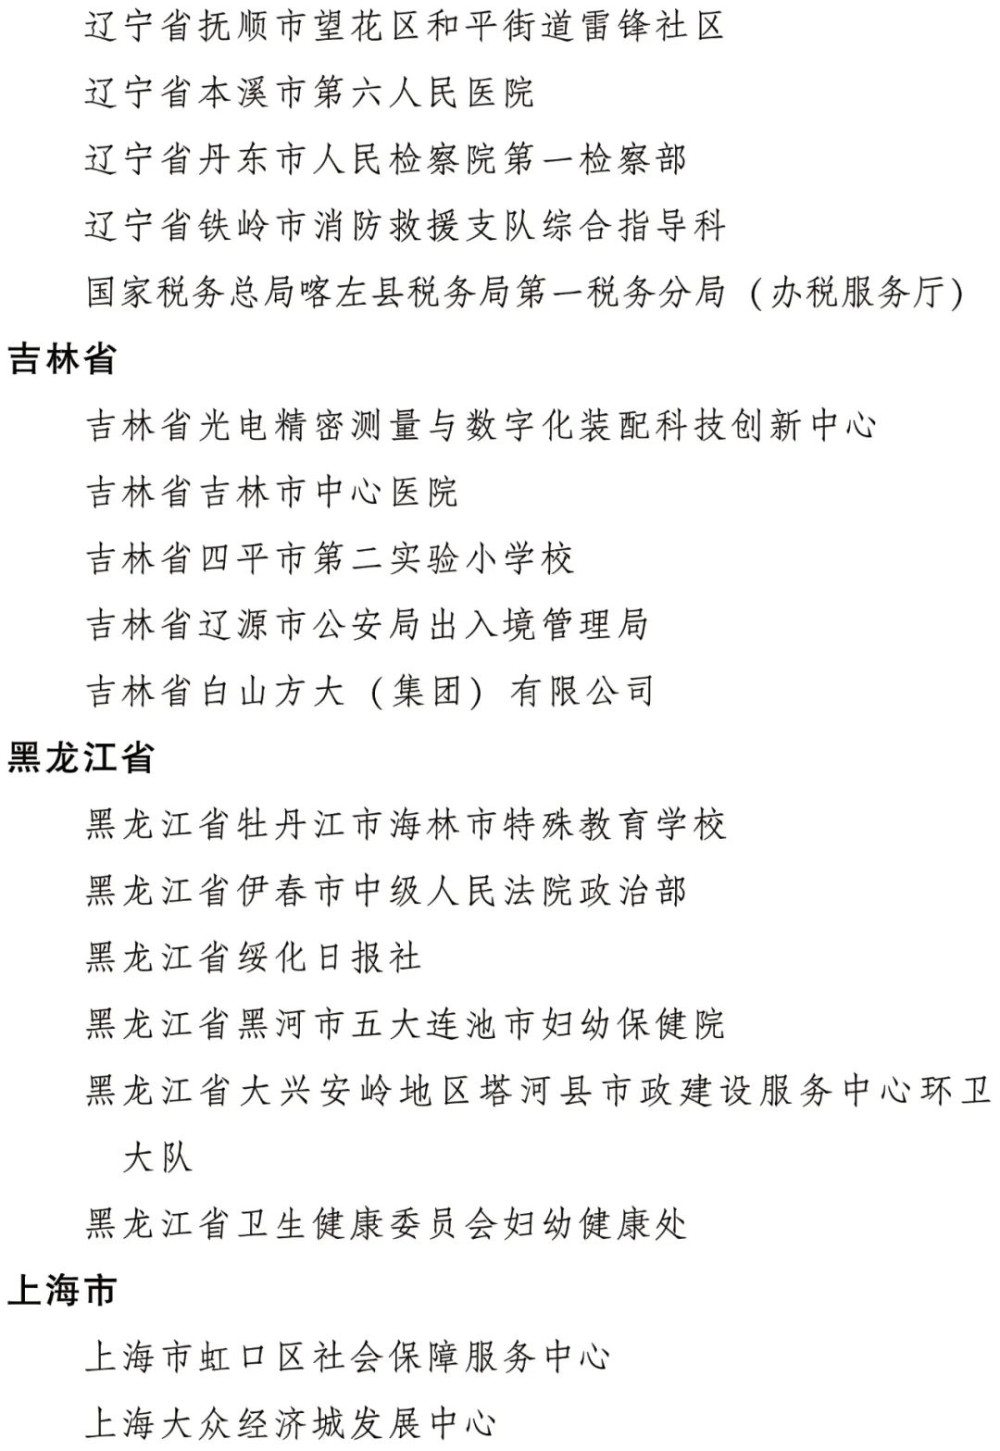 辽宁省抚顺市望花区和平街道雷锋社区
辽宁省本溪市第六人民医院
辽宁省丹东市人民检察院第一检察部
辽宁省铁岭市消防救援支队综合指导科
国家税务总局喀左县税务局第一税务分局（办税服务厅）
吉林省
吉林省光电精密测量与数字化装配科技创新中心
吉林省吉林市中心医院
吉林省四平市第二实验小学校
吉林省辽源市公安局出入境管理局
吉林省白山方大（集团）有限公司
黑龙江省
黑龙江省牡丹江市海林市特殊教育学校
黑龙江省伊春市中级人民法院政治部
黑龙江省绥化日报社
黑龙江省黑河市五大连池市妇幼保健院
黑龙江省大兴安岭地区塔河县市政建设服务中心环卫
大队
黑龙江省卫生健康委员会妇幼健康处
上海市
上海市虹口区社会保障服务中心
上海大众经济城发展中心